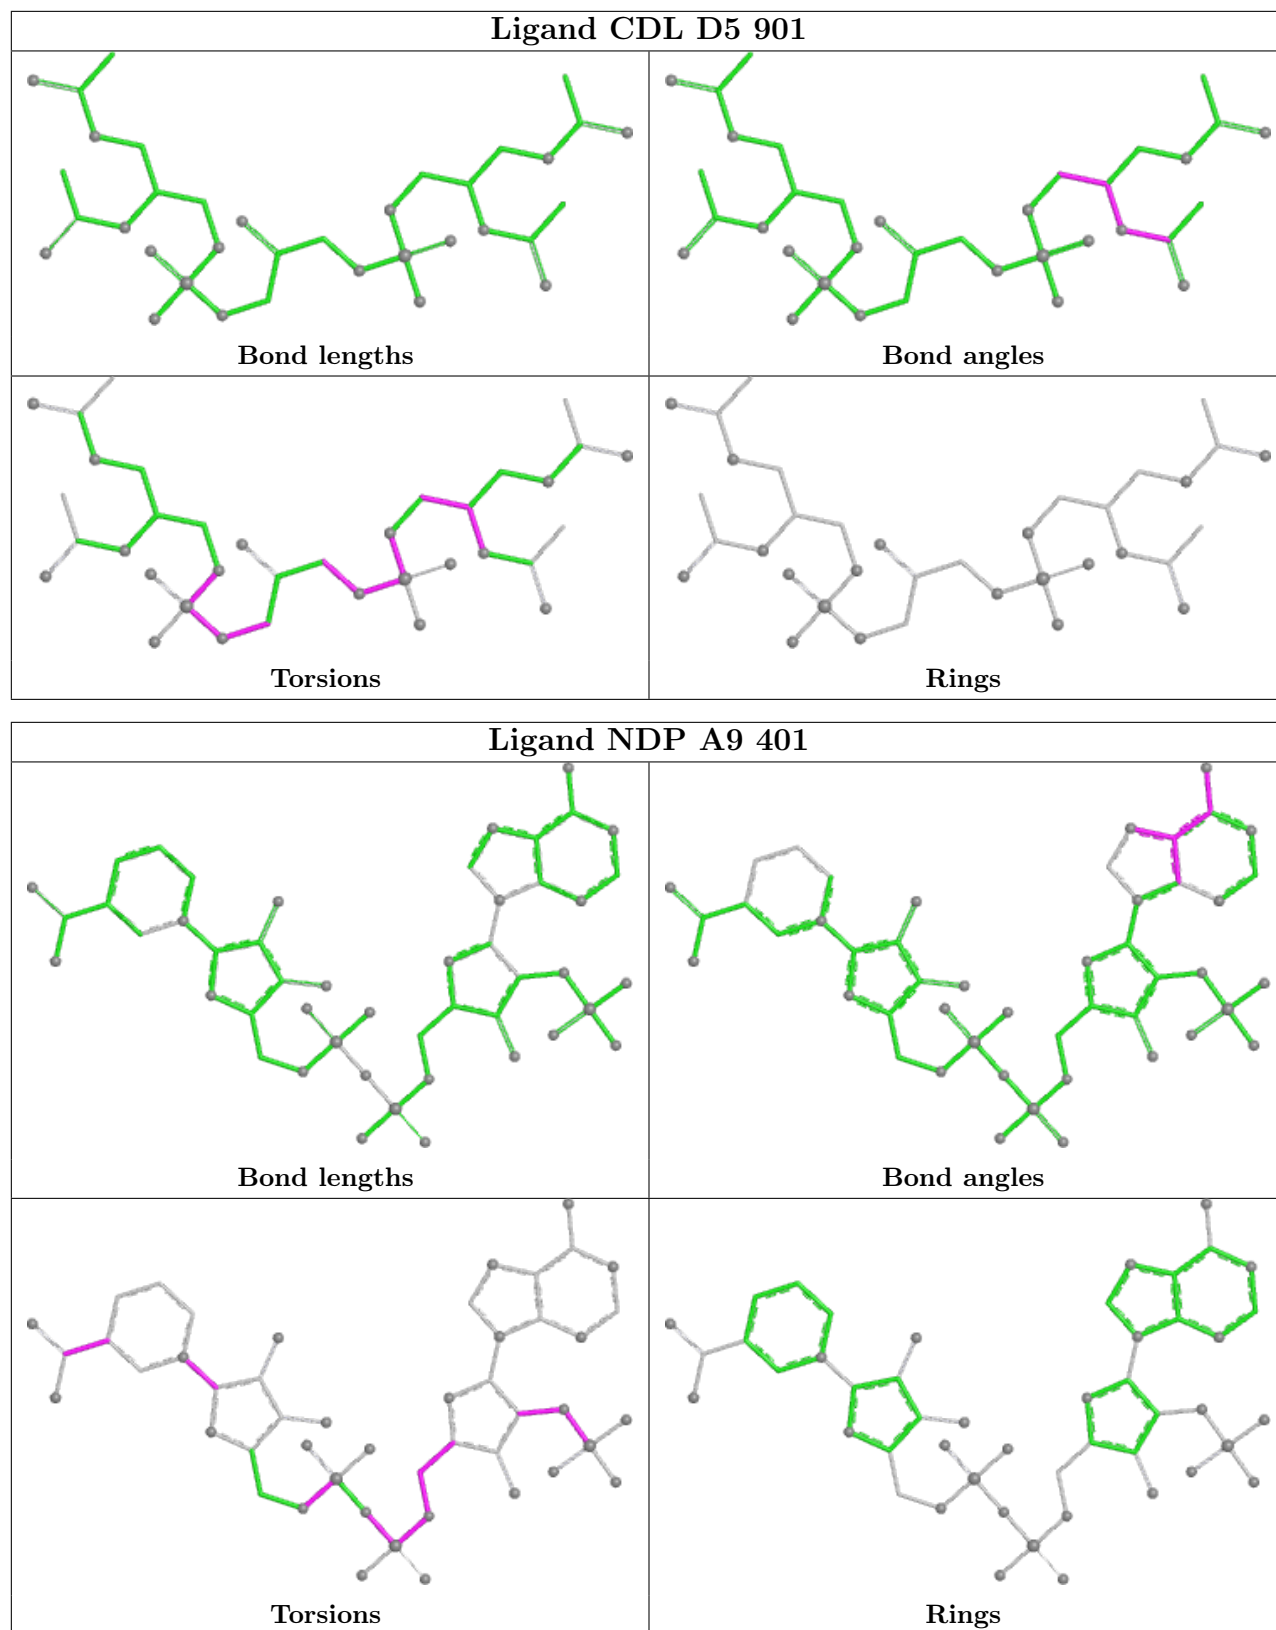 Ligand CDL D5 901
Bond lengths
Bond angles
Torsions
Rings
Ligand NDP A9 401
Bond lengths
Bond angles
Torsions
Rings